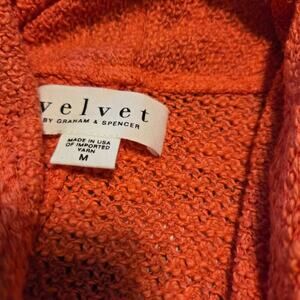 velvet
BY GRAHAM & SPENCER
MADE IN USA
OF IMPORTED
YARN
M